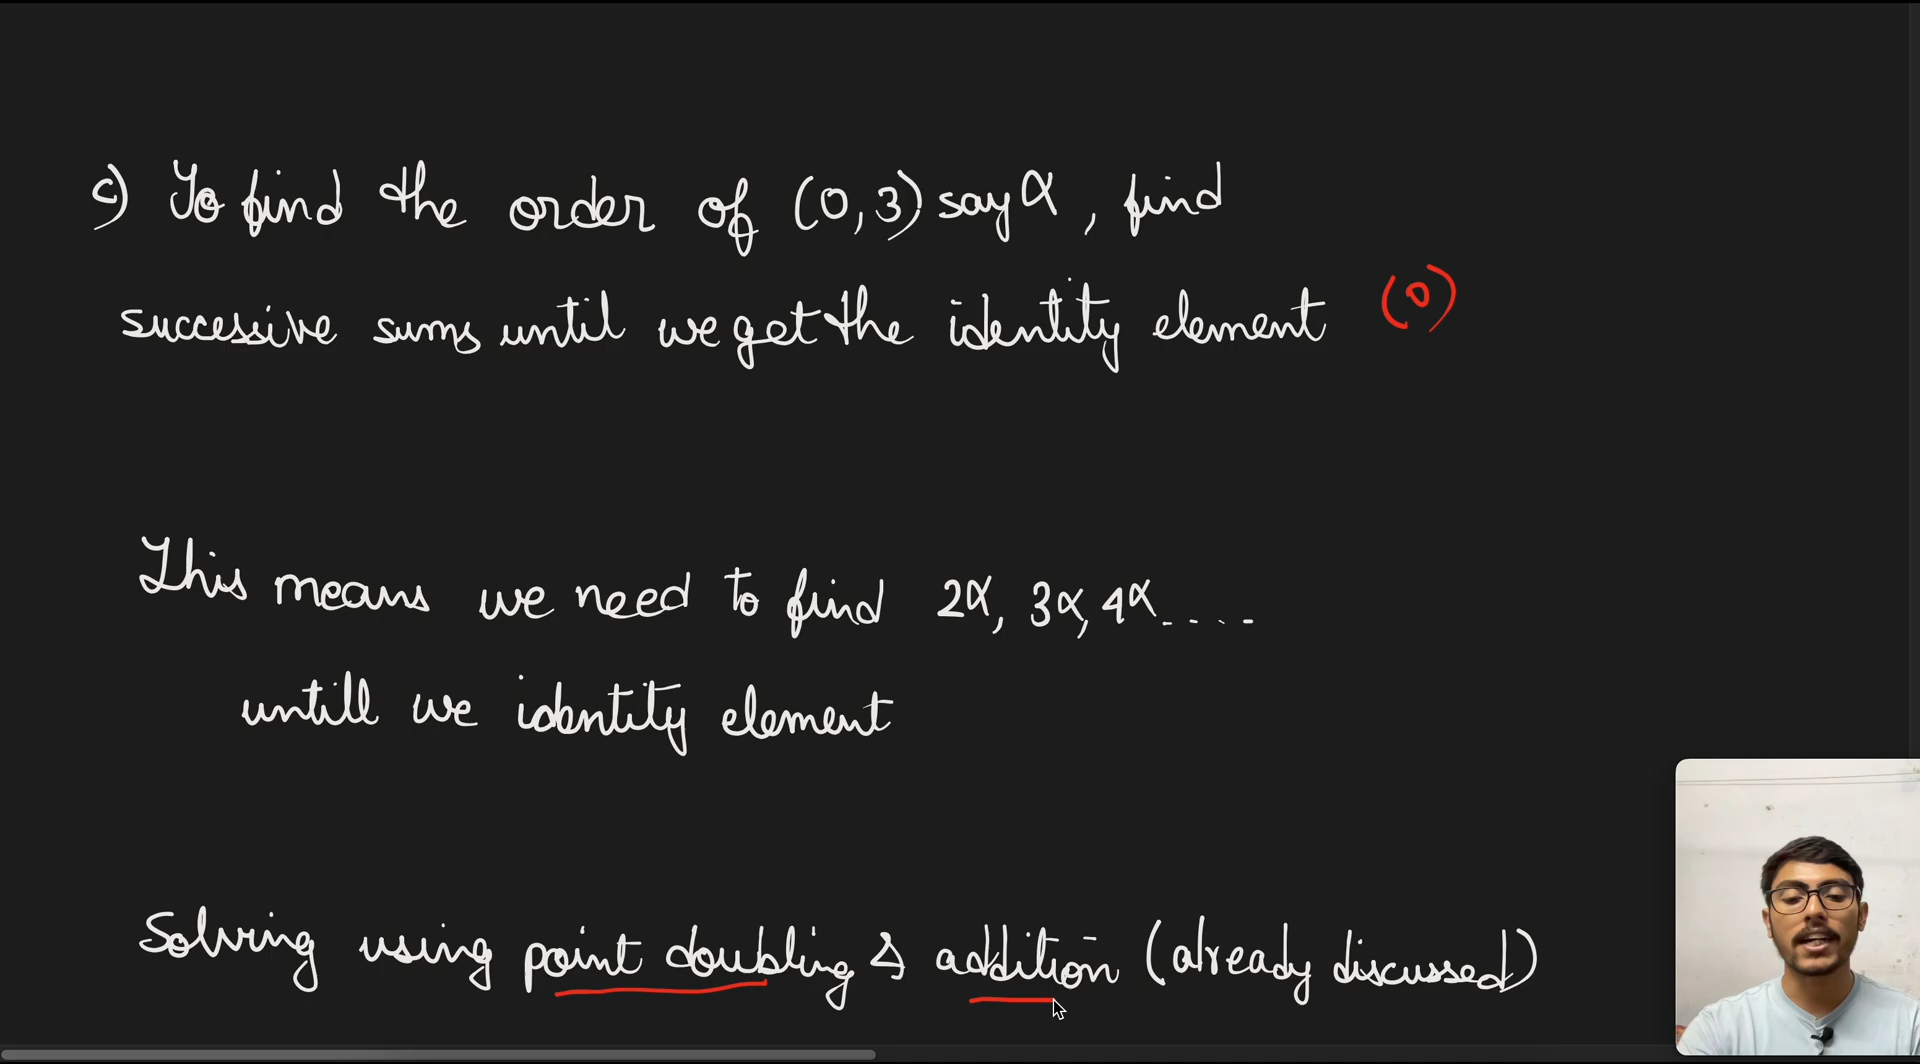 c) To find the order of (0,3) say α, find
successive sums until we get the identity element (0)
This means we need to find 2α, 3α, 4α.....
untill we identity element
Solving using point doubling & addition (already discussed)